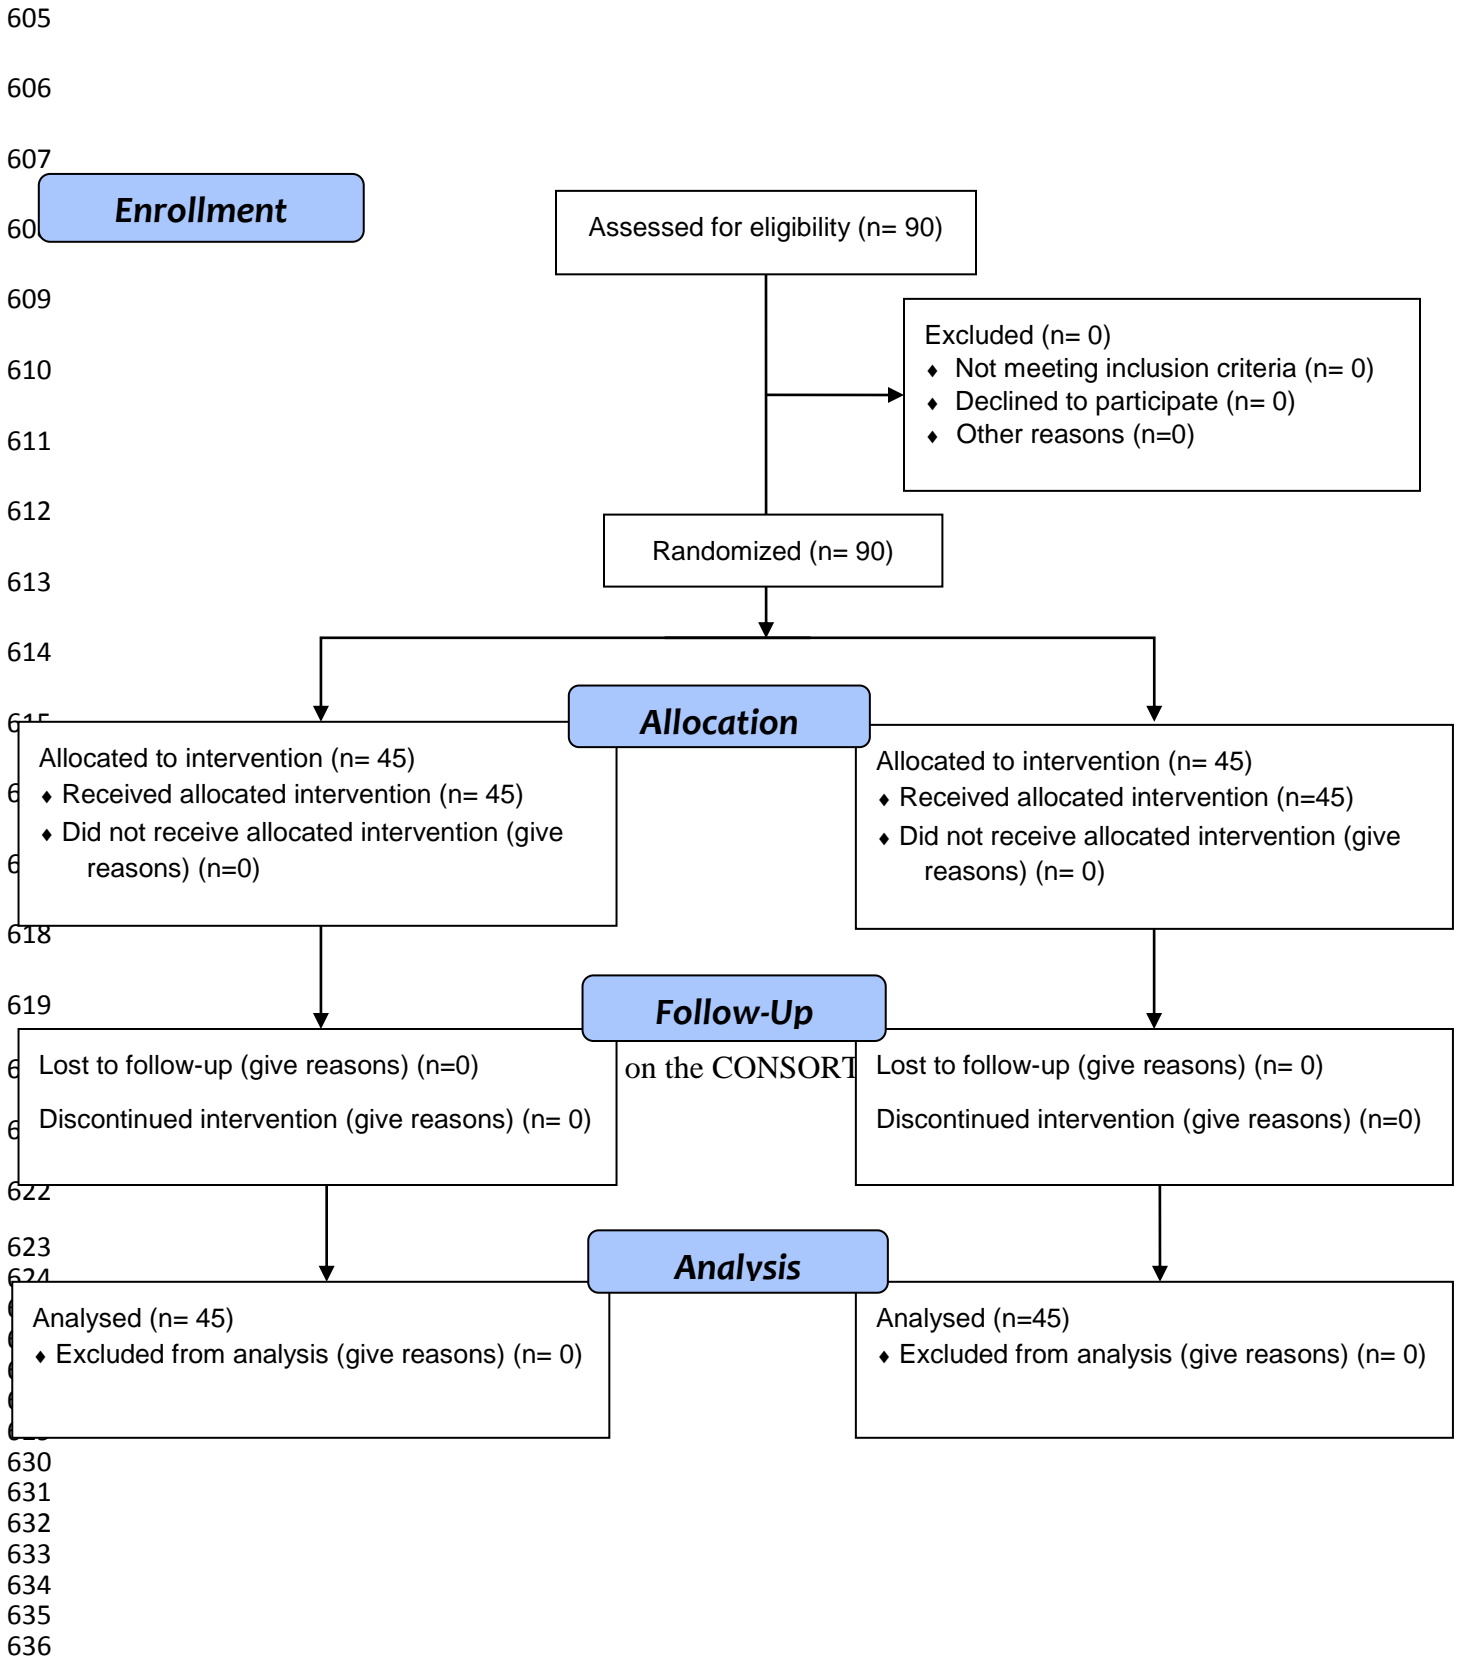 605
606
607
Enrollment
Assessed for eligibility (n= 90)
609
Excluded (n= 0)
♦ Not meeting inclusion criteria (n= 0)
♦ Declined to participate (n= 0)
♦ Other reasons (n=0)
610
611
612
Randomized (n= 90)
613
614
Allocation
Allocated to intervention (n= 45)
♦ Received allocated intervention (n= 45)
♦ Did not receive allocated intervention (give
reasons) (n=0)
Allocated to intervention (n= 45)
♦ Received allocated intervention (n=45)
♦ Did not receive allocated intervention (give
reasons) (n= 0)
618
619
Follow-Up
Lost to follow-up (give reasons) (n=0)
Discontinued intervention (give reasons) (n= 0)
on the CONSORT
Lost to follow-up (give reasons) (n= 0)
Discontinued intervention (give reasons) (n=0)
622
623
624
Analysis
Analysed (n= 45)
♦ Excluded from analysis (give reasons) (n= 0)
Analysed (n=45)
♦ Excluded from analysis (give reasons) (n= 0)
630
631
632
633
634
635
636